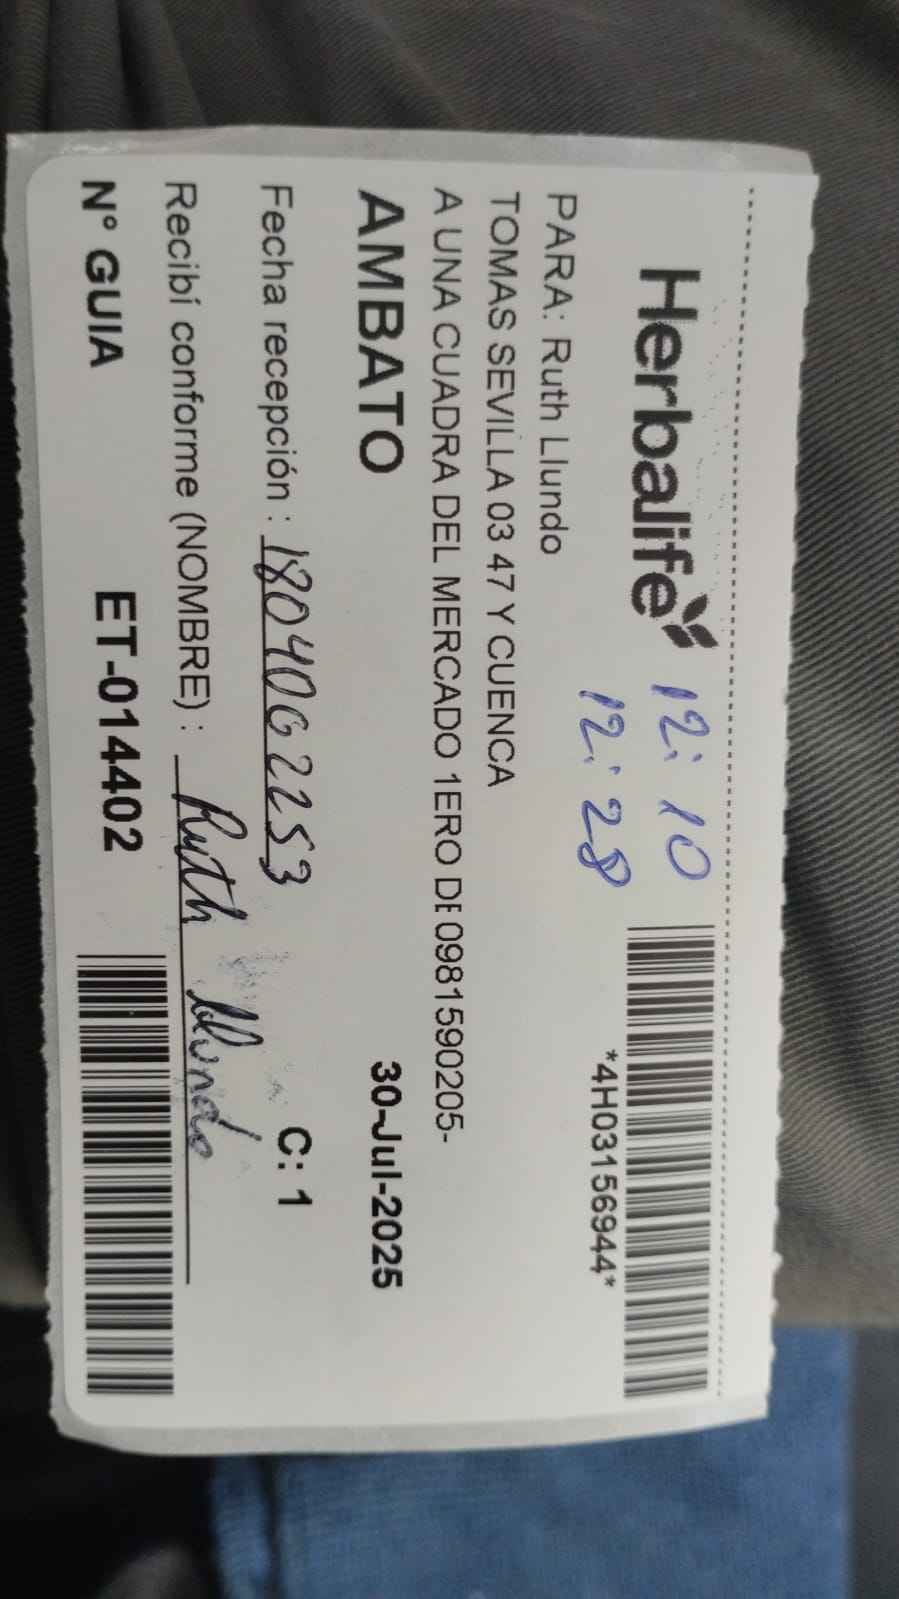 Herbalife
12:10
12:28
*4H03156944*
PARA: Ruth Llundo
TOMAS SEVILLA 03 47 Y CUENCA
A UNA CUADRA DEL MERCADO 1ERO DE 0981590205-
AMBATO 30-Jul-2025
Fecha recepción : 1804062253 C: 1
Recibí conforme (NOMBRE) : Ruth Llundo
N° GUIA ET-014402